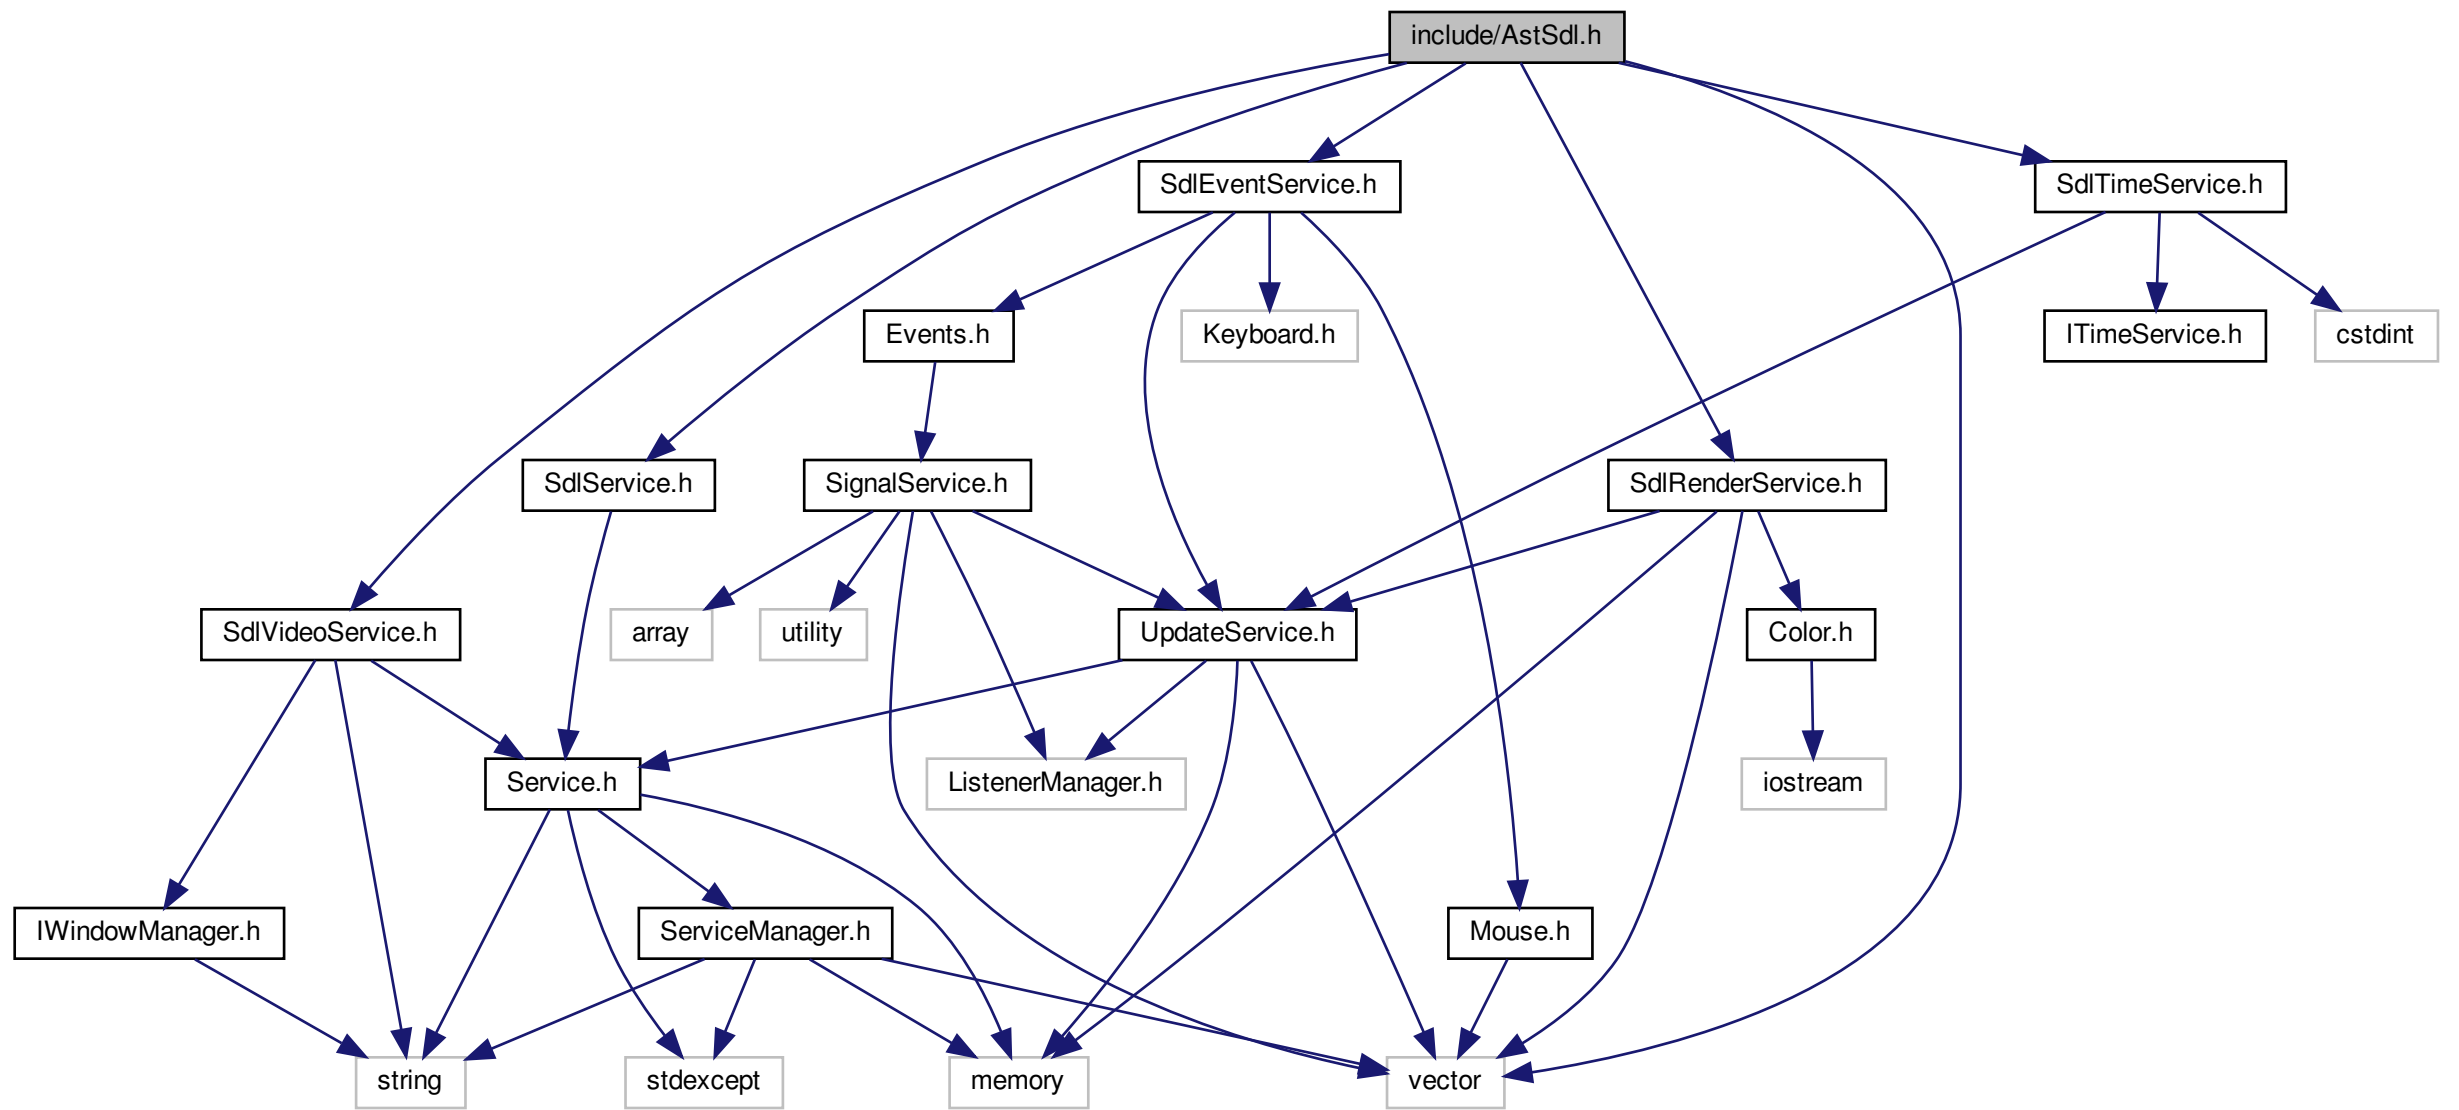 include/AstSdl.h
SdlEventService.h
SdlTimeService.h
Events.h
Keyboard.h
ITimeService.h
cstdint
SdlService.h
SignalService.h
SdlRenderService.h
SdlVideoService.h
array
utility
UpdateService.h
Color.h
Service.h
ListenerManager.h
iostream
IWindowManager.h
ServiceManager.h
Mouse.h
string
stdexcept
memory
vector